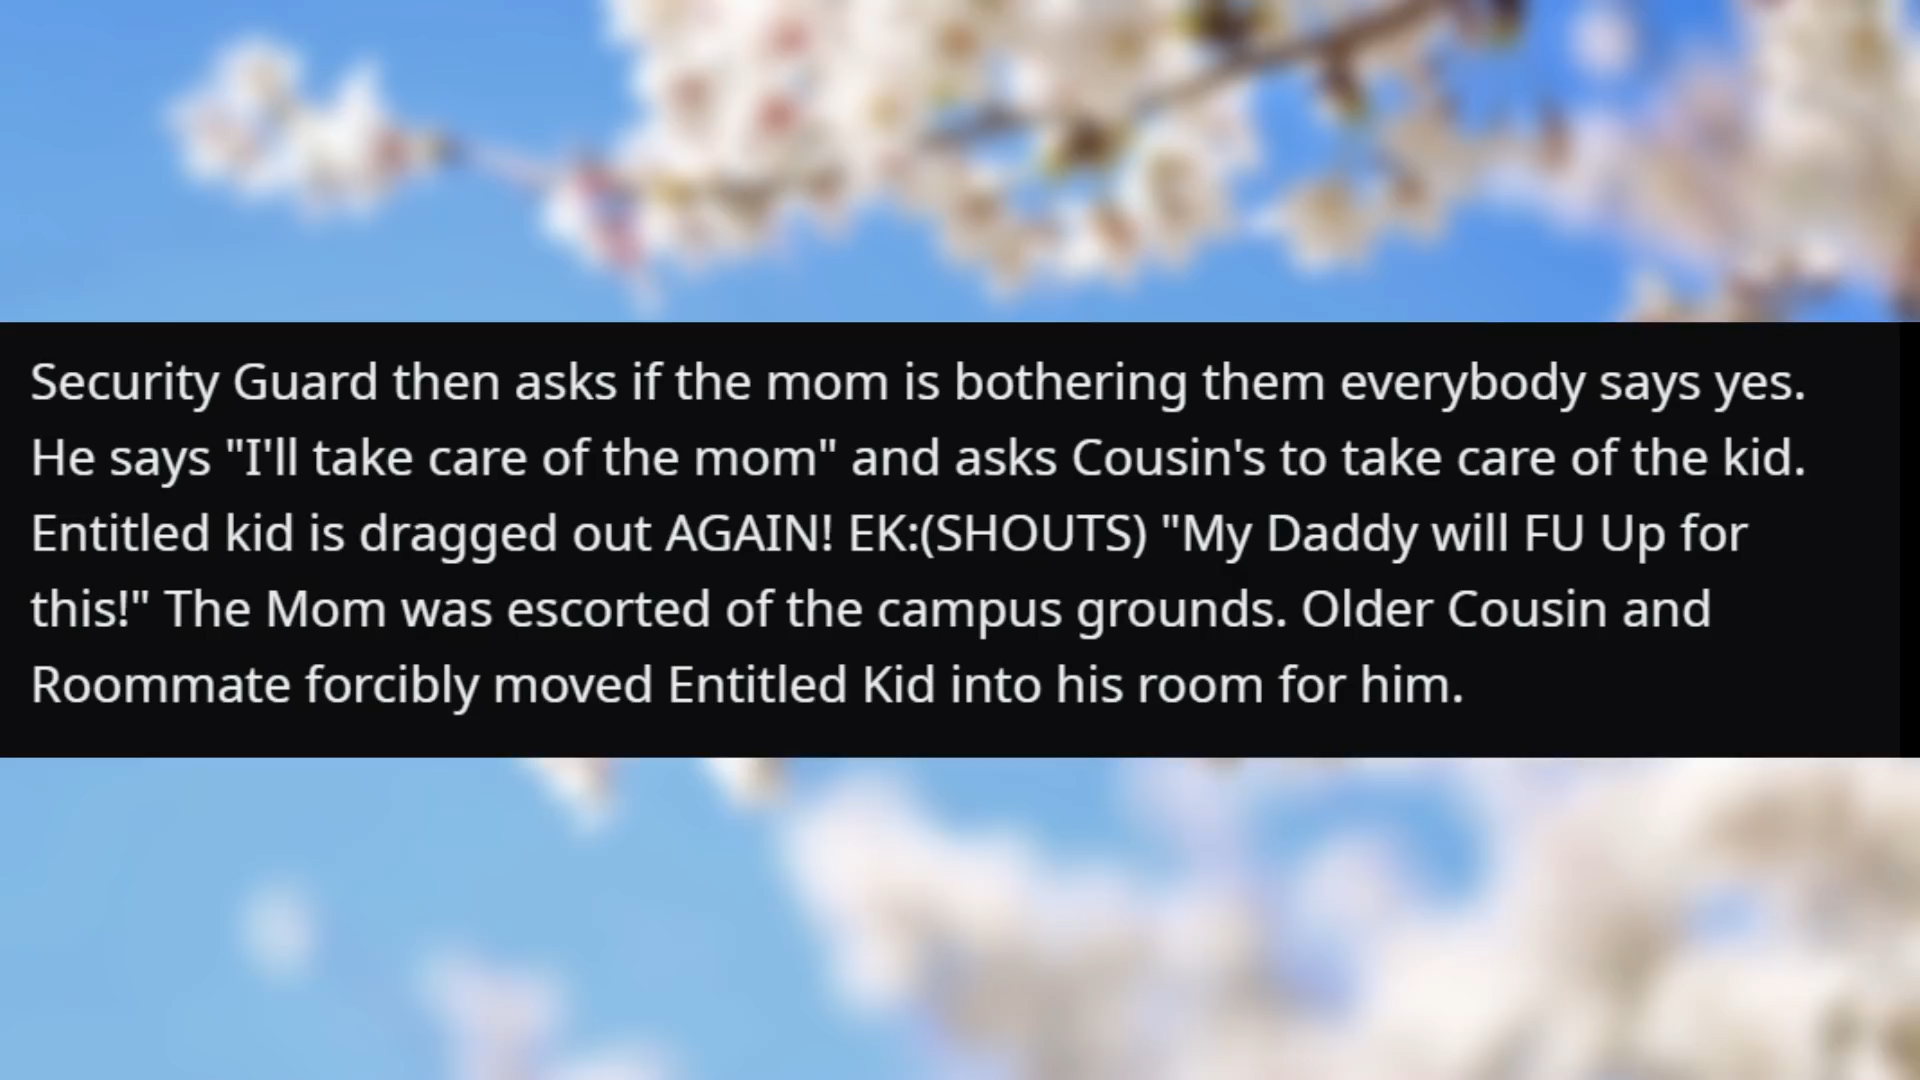 Security Guard then asks if the mom is bothering them everybody says yes.
He says "I'll take care of the mom" and asks Cousin's to take care of the kid.
Entitled kid is dragged out AGAIN! EK:(SHOUTS) "My Daddy will FU Up for
this!" The Mom was escorted of the campus grounds. Older Cousin and
Roommate forcibly moved Entitled Kid into his room for him.